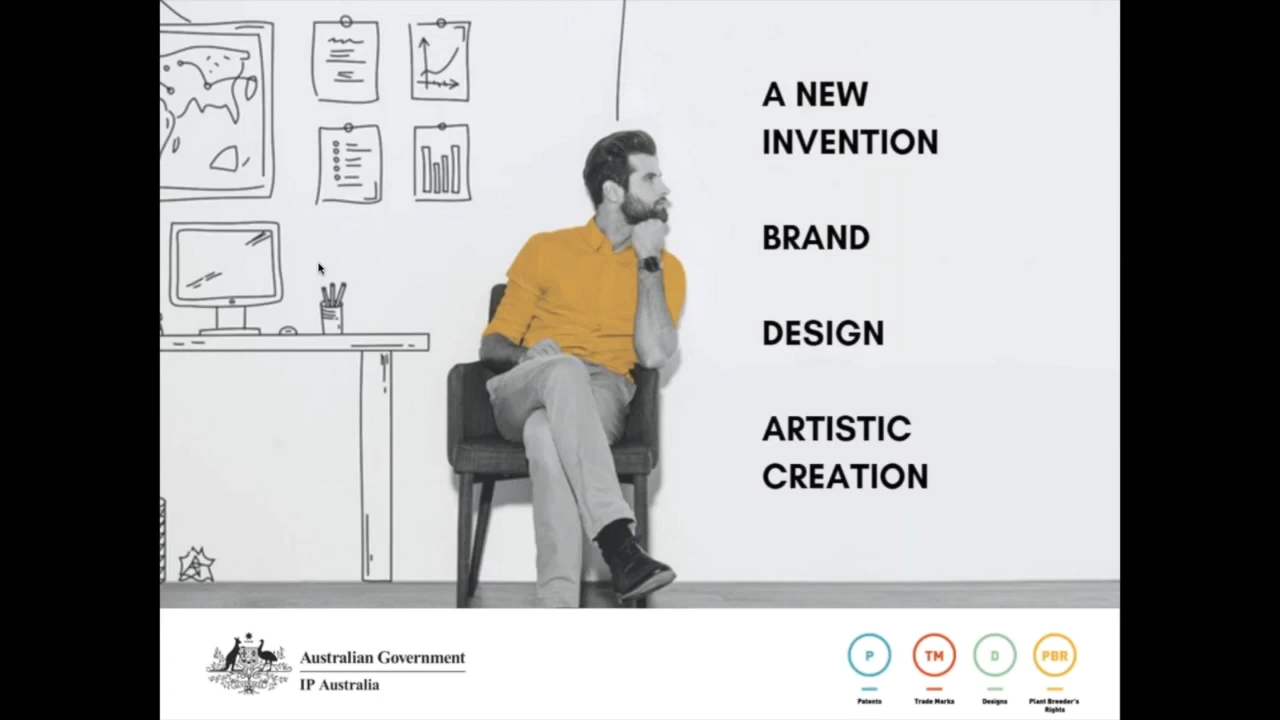 A NEW
INVENTION
BRAND
DESIGN
ARTISTIC
CREATION
Australian Government
IP Australia
P
TM
D
PBR
Patents
Trade Marks
Designs
Plant Breeder's
Rights